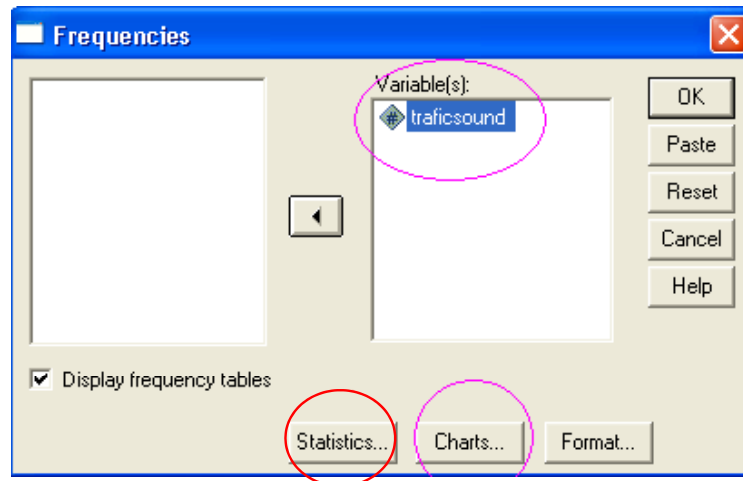 Frequencies
Variable(s):
# traficsound
OK
Paste
Reset
Cancel
Help
Display frequency tables
Statistics...
Charts...
Format...